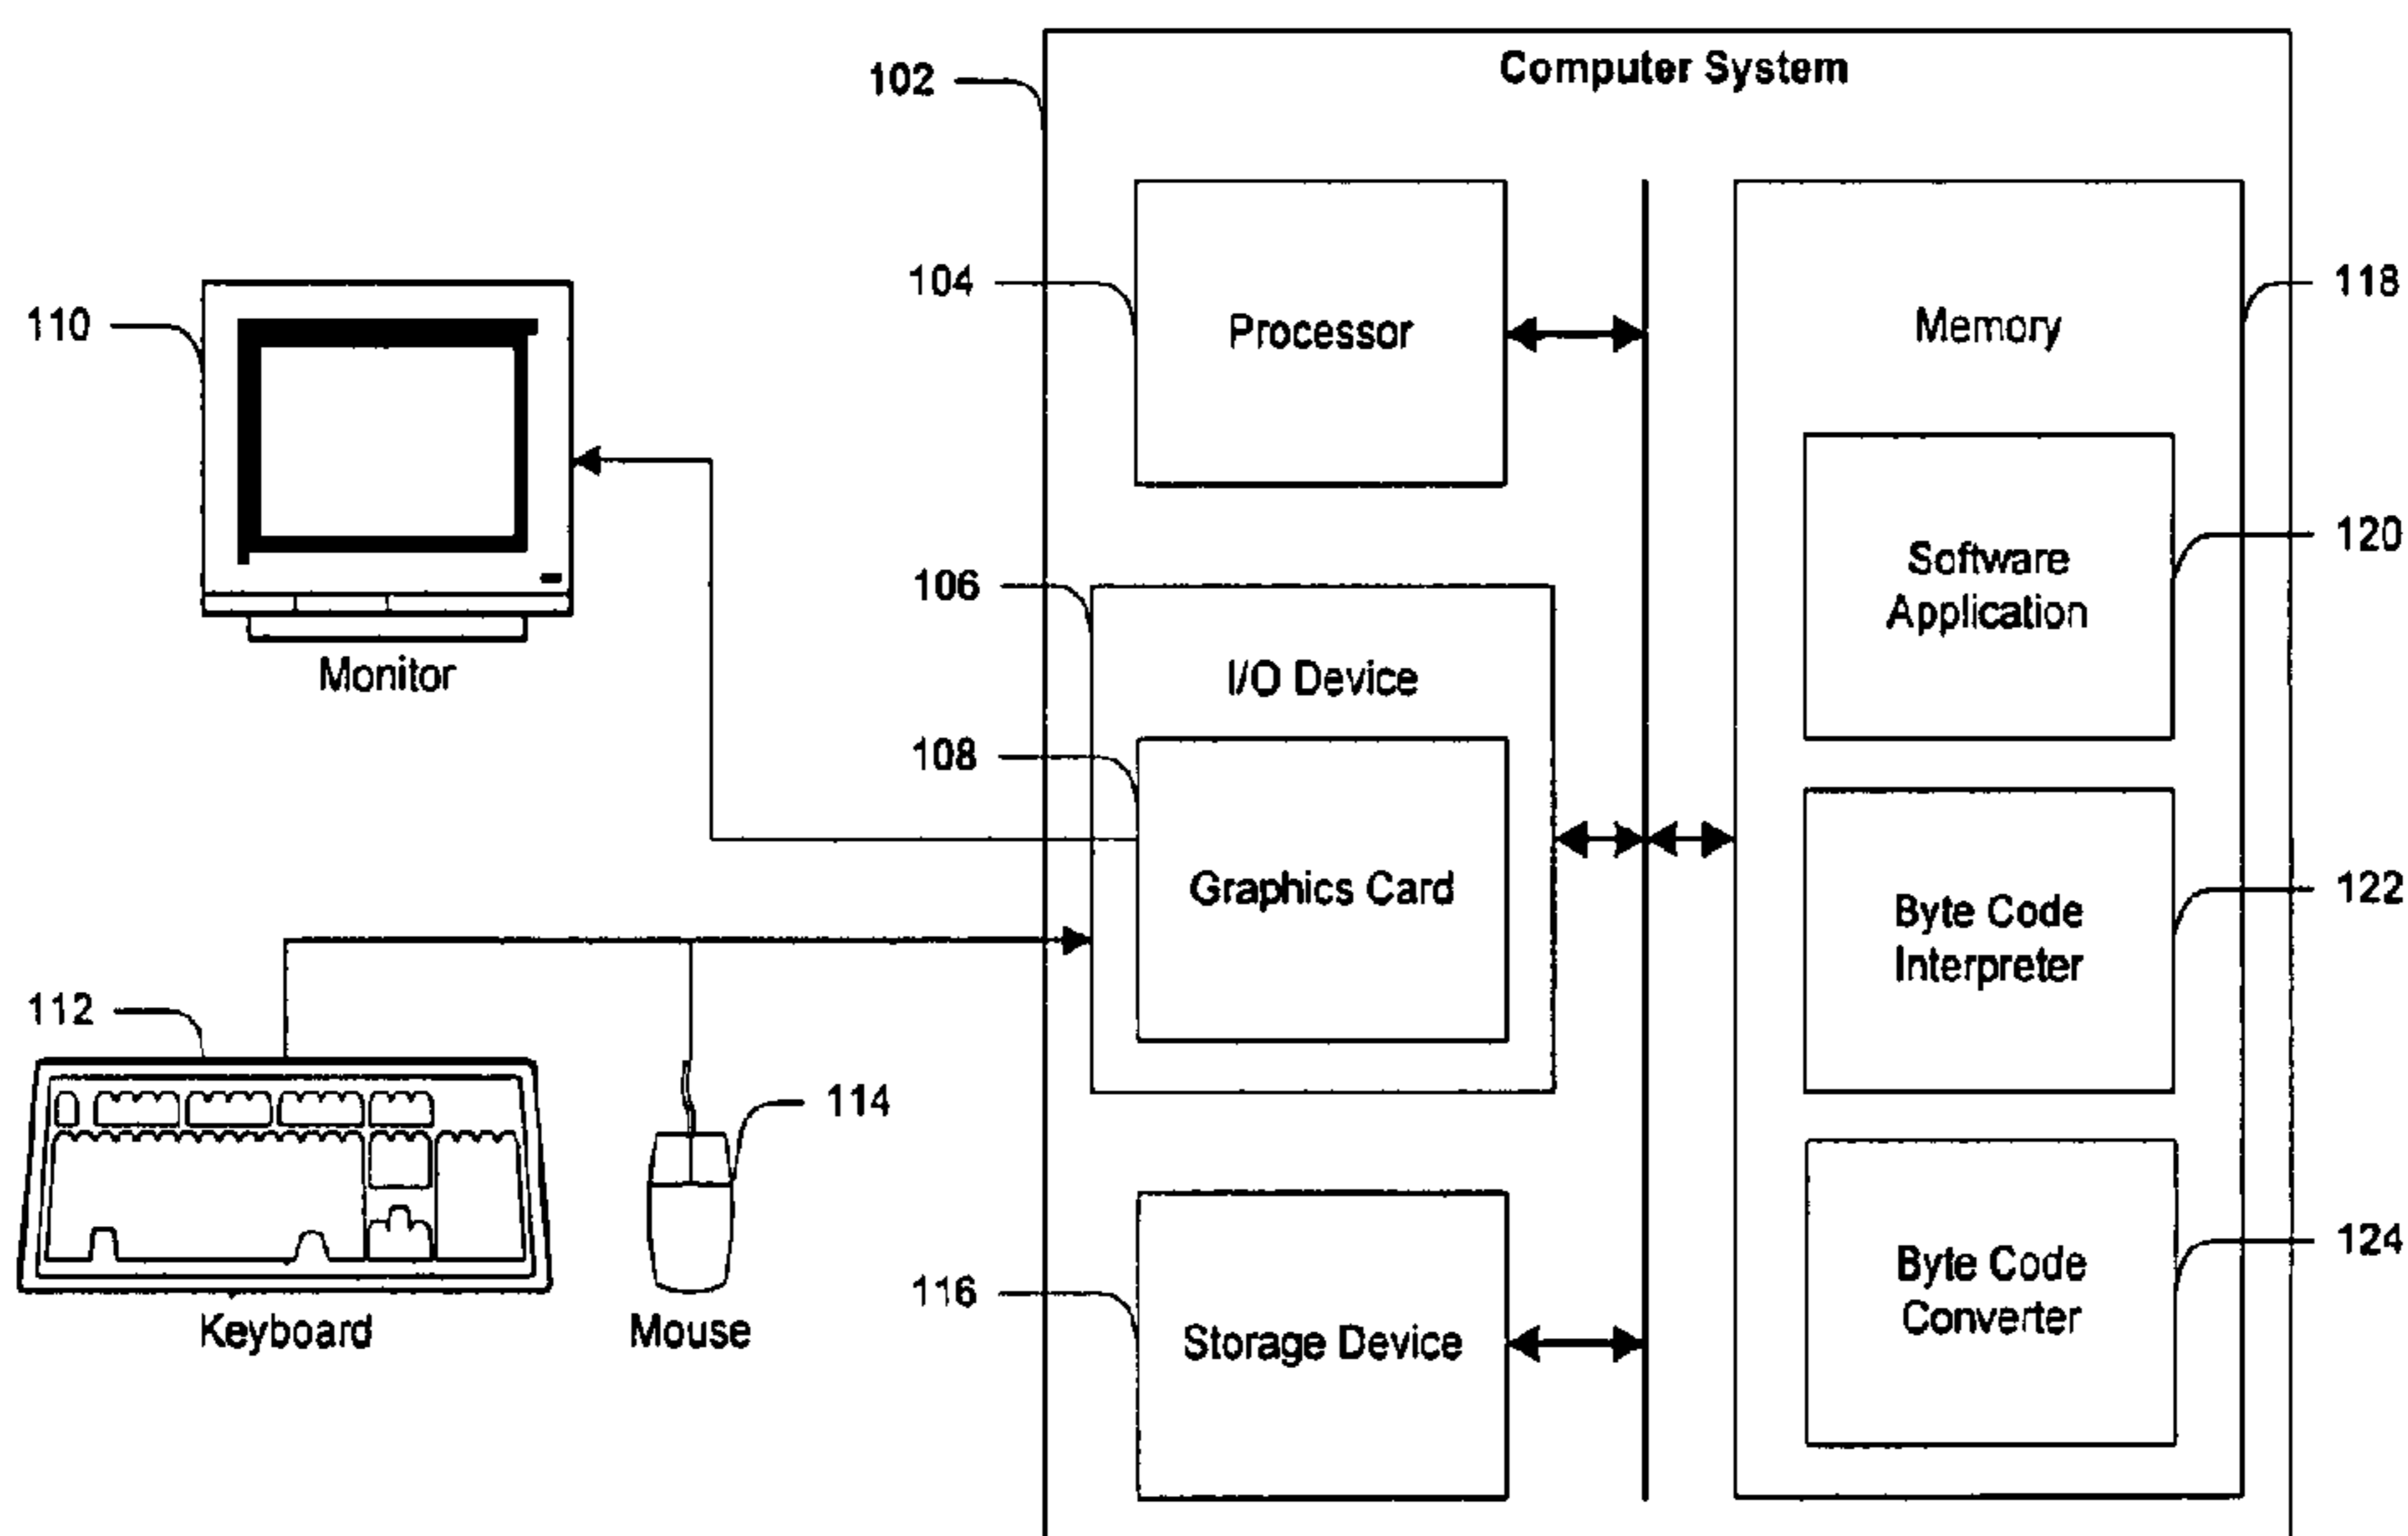 Computer System
102
104
Processor
Memory
118
110
Monitor
106
I/O Device
108
Graphics Card
Software
Application
120
Byte Code
Interpreter
122
112
Keyboard
114
Mouse
116
Storage Device
Byte Code
Converter
124